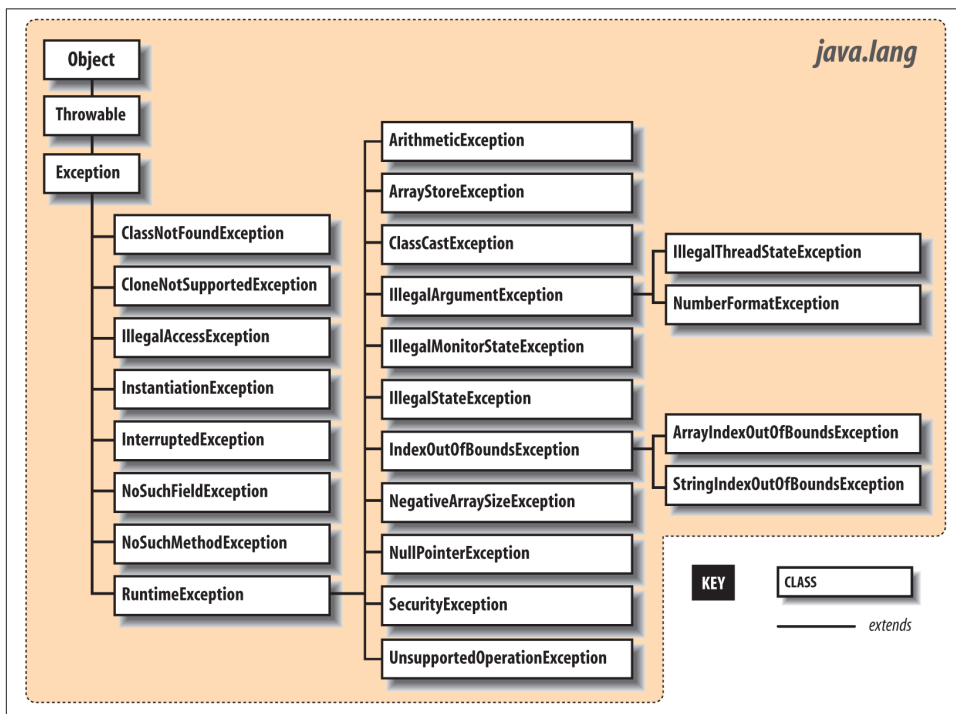 java.lang
Object
Throwable
Exception
ClassNotFoundException
CloneNotSupportedException
IllegalAccessException
InstantiationException
InterruptedException
NoSuchFieldException
NoSuchMethodException
RuntimeException
ArithmeticException
ArrayStoreException
ClassCastException
IllegalArgumentException
IllegalMonitorStateException
IllegalStateException
IndexOutOfBoundsException
NegativeArraySizeException
NullPointerException
SecurityException
UnsupportedOperationException
IllegalThreadStateException
NumberFormatException
ArrayIndexOutOfBoundsException
StringIndexOutOfBoundsException
KEY
CLASS
extends